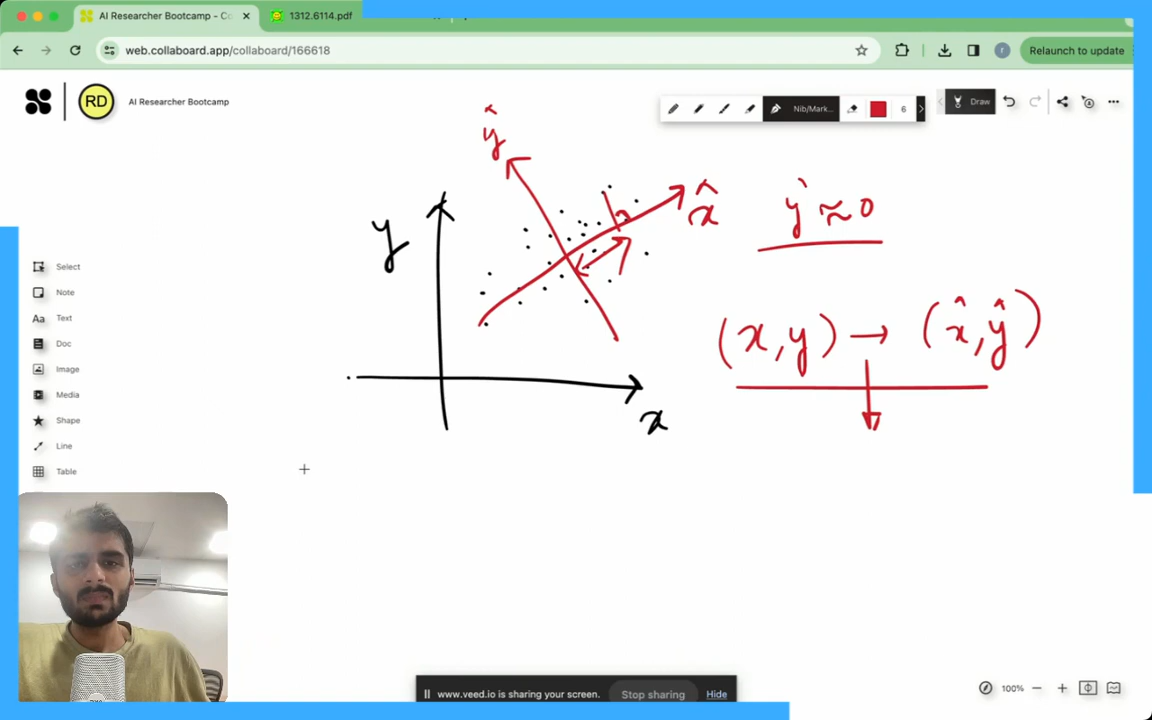 AI Researcher Bootcamp - Co
1312.6114.pdf
web.collaboard.app/collaboard/166618
r
Relaunch to update
RD
AI Researcher Bootcamp
Nib/Mark...
6
Draw
ŷ
x̂
ŷ ≈ 0
y
x
(x, y) → (x̂, ŷ)
Select
Note
Aa Text
Doc
Image
Media
Shape
Line
Table
www.veed.io is sharing your screen.
Stop sharing
Hide
100%